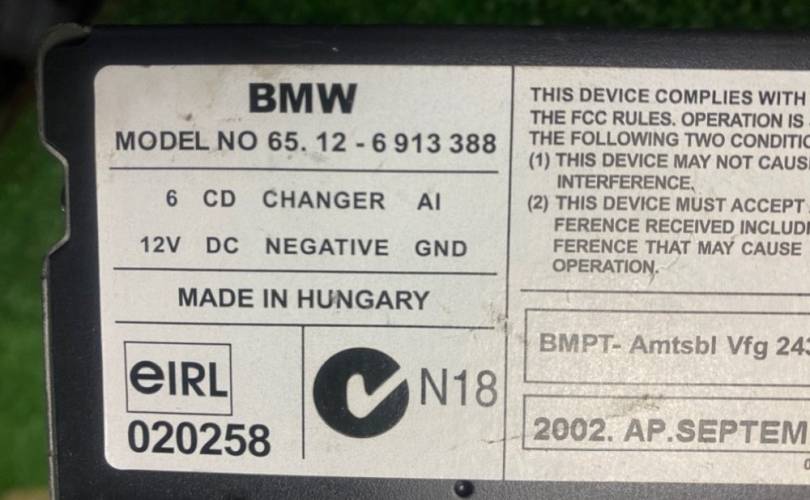 BMW
MODEL NO 65. 12 - 6 913 388
6 CD CHANGER AI
12V DC NEGATIVE GND
MADE IN HUNGARY
eIRL
020258
N18
THIS DEVICE COMPLIES WITH
THE FCC RULES. OPERATION IS
THE FOLLOWING TWO CONDITIO
(1) THIS DEVICE MAY NOT CAUS
INTERFERENCE,
(2) THIS DEVICE MUST ACCEPT
FERENCE RECEIVED INCLUDI
FERENCE THAT MAY CAUSE
OPERATION.
BMPT- Amtsbl Vfg 243
2002. AP.SEPTEM